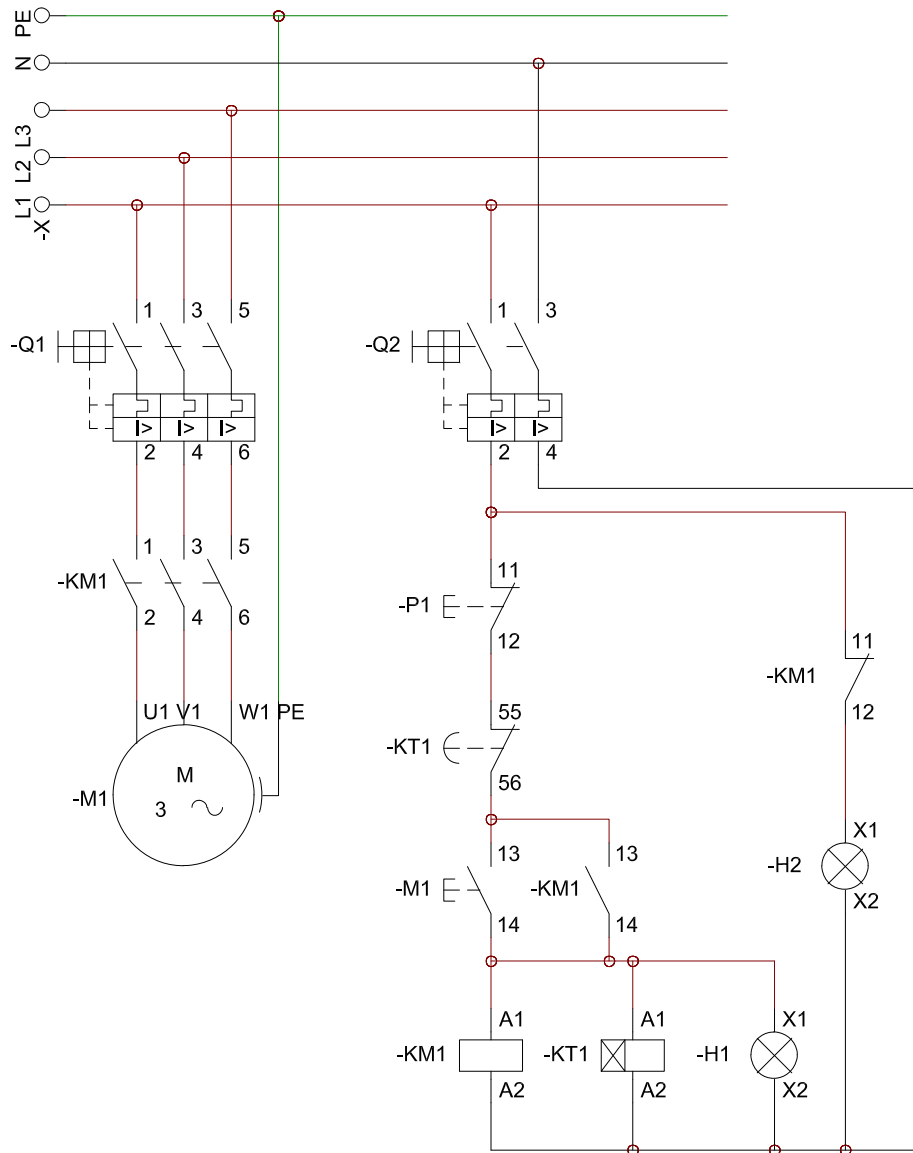 PE
N
L3
L2
L1
-X
1 3 5
-Q1
I> I> I>
2 4 6
1 3
-Q2
I> I>
2 4
1 3 5
-KM1
2 4 6
U1 V1 W1 PE
M
3
-M1
11
-P1
12
55
-KT1
56
13
-M1
14
13
-KM1
14
11
-KM1
12
X1
-H2
X2
A1
-KM1
A2
A1
-KT1
A2
X1
-H1
X2